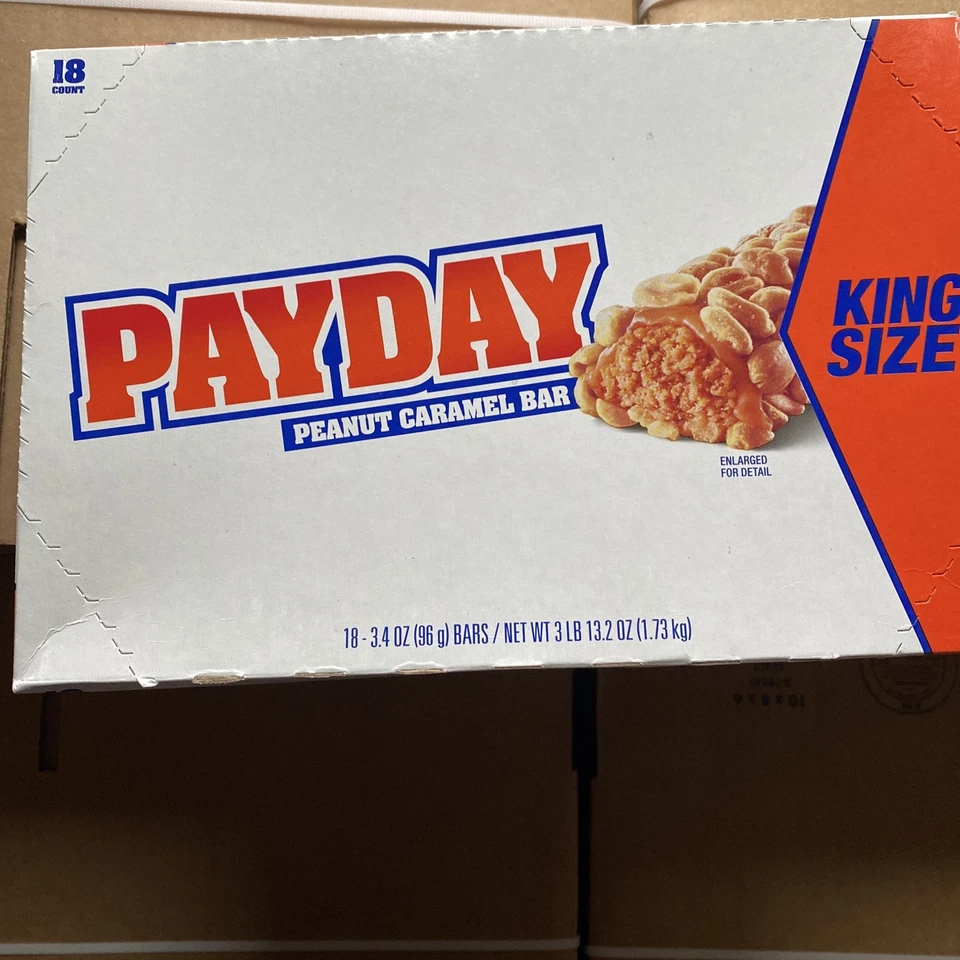 18
COUNT
PAYDAY
PEANUT CARAMEL BAR
KING
SIZE
ENLARGED
FOR DETAIL
18 - 3.4 OZ (96 g) BARS / NET WT 3 LB 13.2 OZ (1.73 kg)